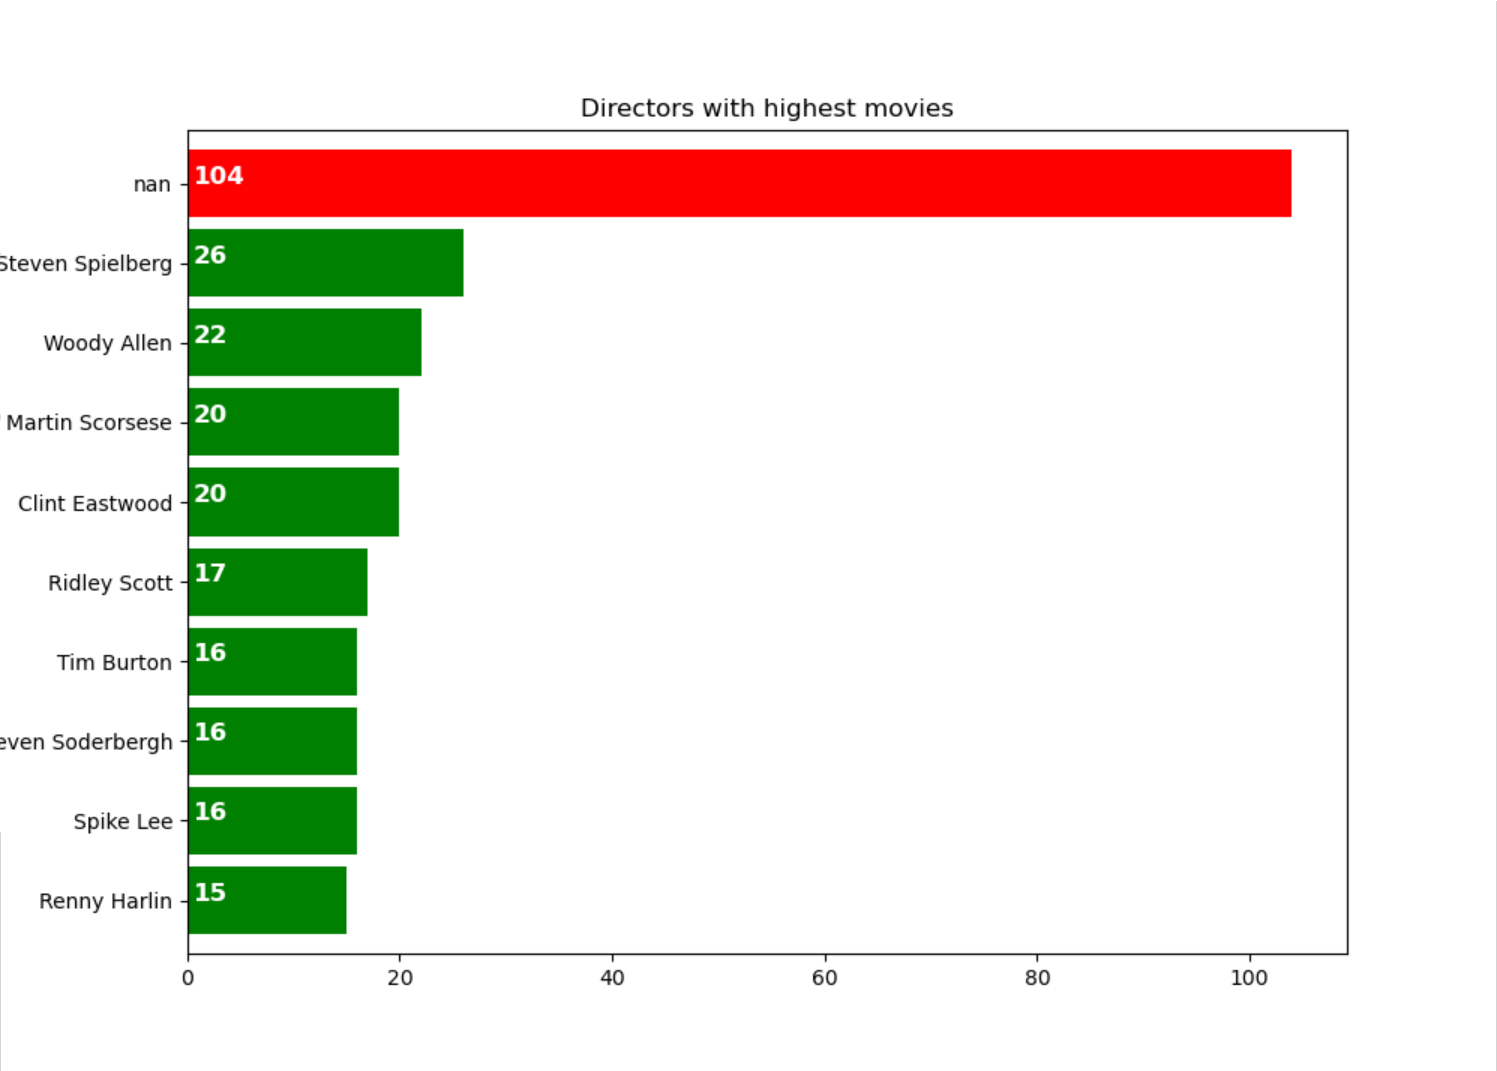 Directors with highest movies
nan 104
Steven Spielberg 26
Woody Allen 22
Martin Scorsese 20
Clint Eastwood 20
Ridley Scott 17
Tim Burton 16
Soderbergh 16
Spike Lee 16
Renny Harlin 15
0 20 40 60 80 100